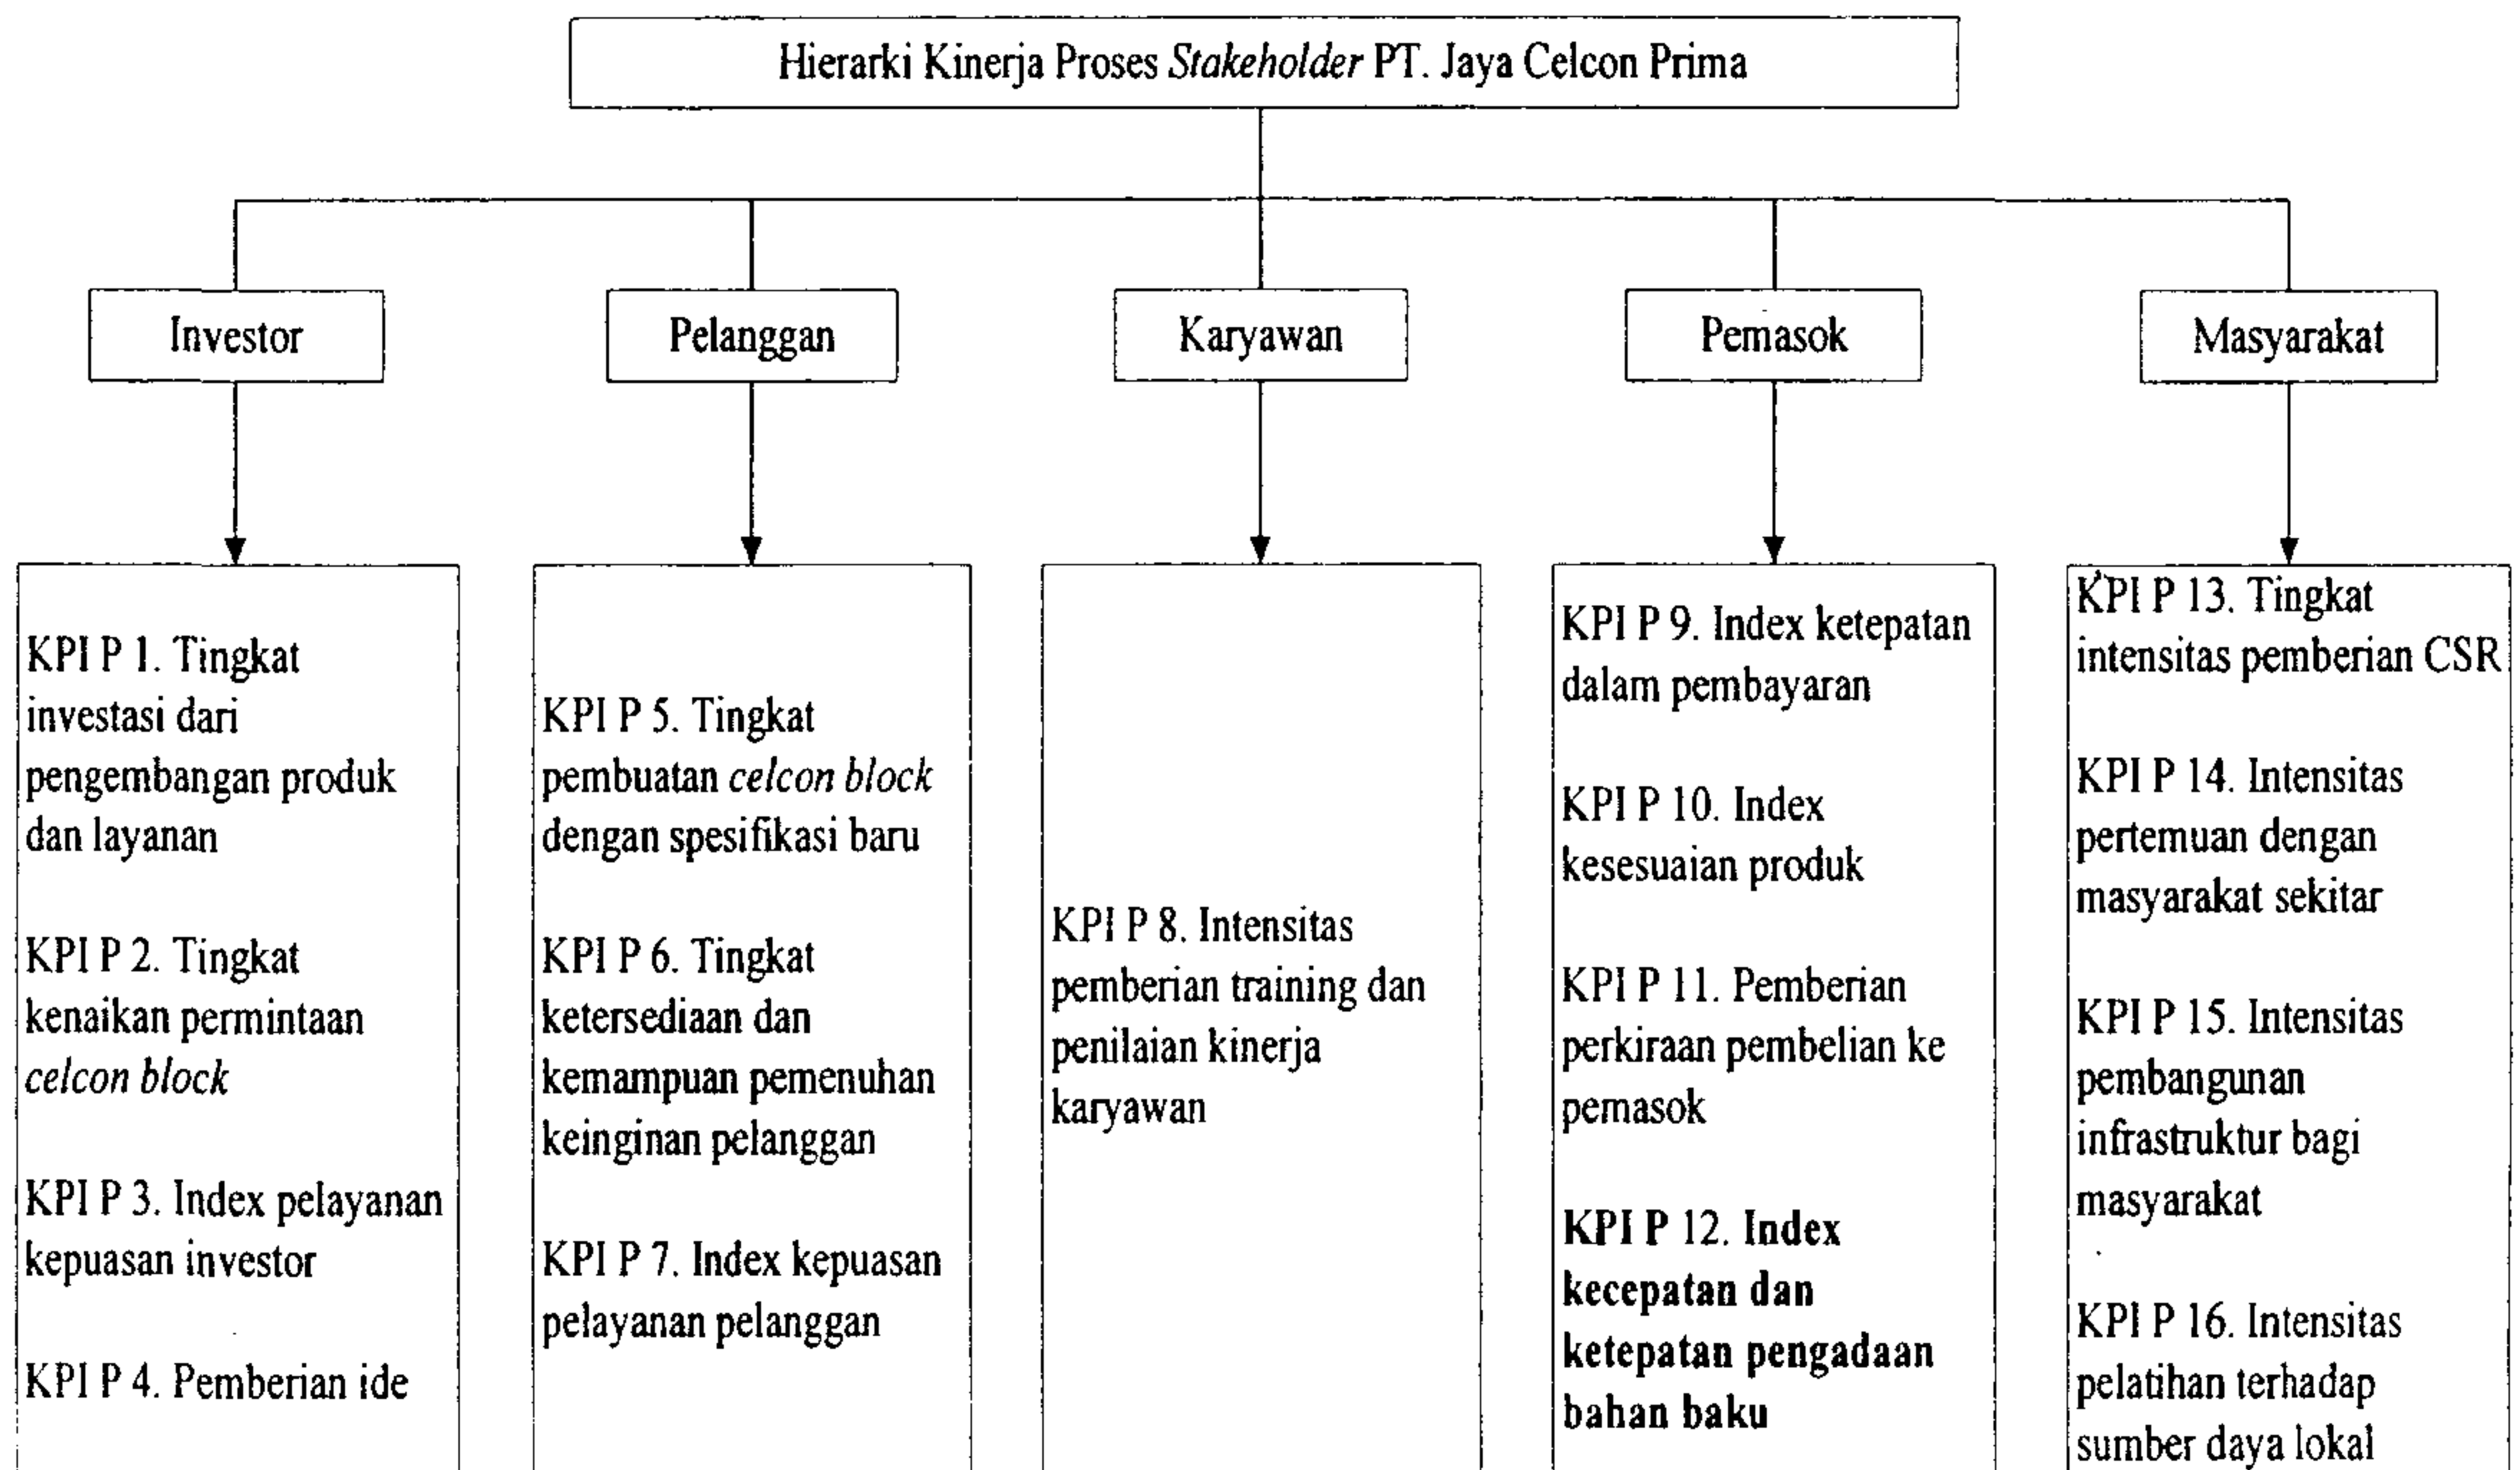 Hierarki Kinerja Proses Stakeholder PT. Jaya Celcon Prima
Investor
Pelanggan
Karyawan
Pemasok
Masyarakat
KPI P 1. Tingkat
investasi dari
pengembangan produk
dan layanan
KPI P 2. Tingkat
kenaikan permintaan
celcon block
KPI P 3. Index pelayanan
kepuasan investor
KPI P 4. Pemberian ide
KPI P 5. Tingkat
pembuatan celcon block
dengan spesifikasi baru
KPI P 6. Tingkat
ketersediaan dan
kemampuan pemenuhan
keinginan pelanggan
KPI P 7. Index kepuasan
pelayanan pelanggan
KPI P 8. Intensitas
pemberian training dan
penilaian kinerja
karyawan
KPI P 9. Index ketepatan
dalam pembayaran
KPI P 10. Index
kesesuaian produk
KPI P 11. Pemberian
perkiraan pembelian ke
pemasok
KPI P 12. Index
kecepatan dan
ketepatan pengadaan
bahan baku
KPI P 13. Tingkat
intensitas pemberian CSR
KPI P 14. Intensitas
pertemuan dengan
masyarakat sekitar
KPI P 15. Intensitas
pembangunan
infrastruktur bagi
masyarakat
KPI P 16. Intensitas
pelatihan terhadap
sumber daya lokal